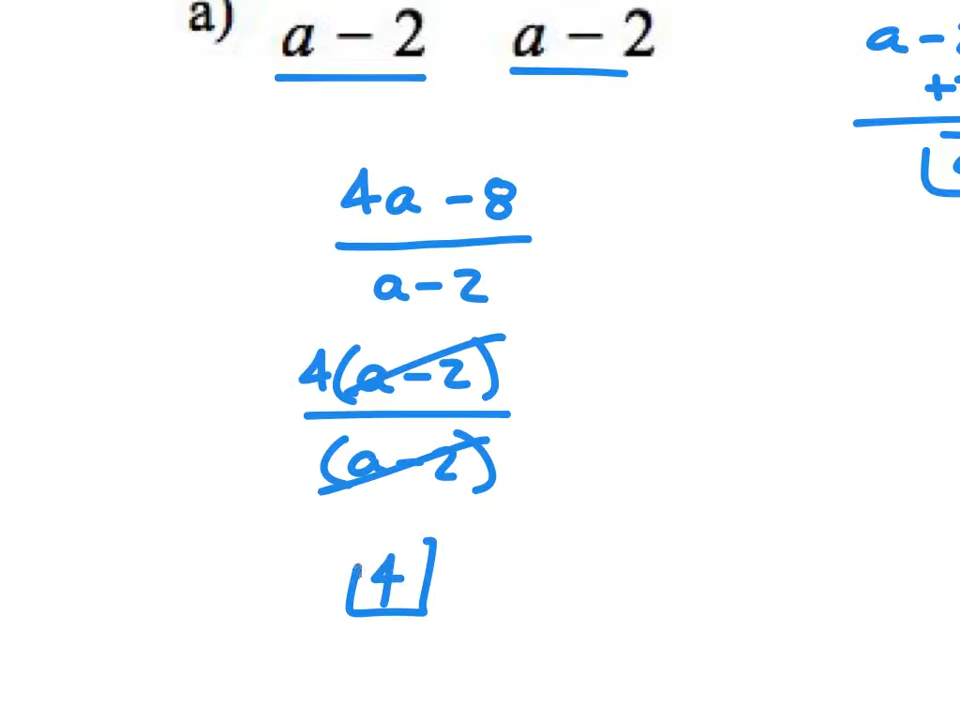 a) a − 2 a − 2
a -
+
4a - 8
a - 2
4(a - 2)
(a - 2)
4